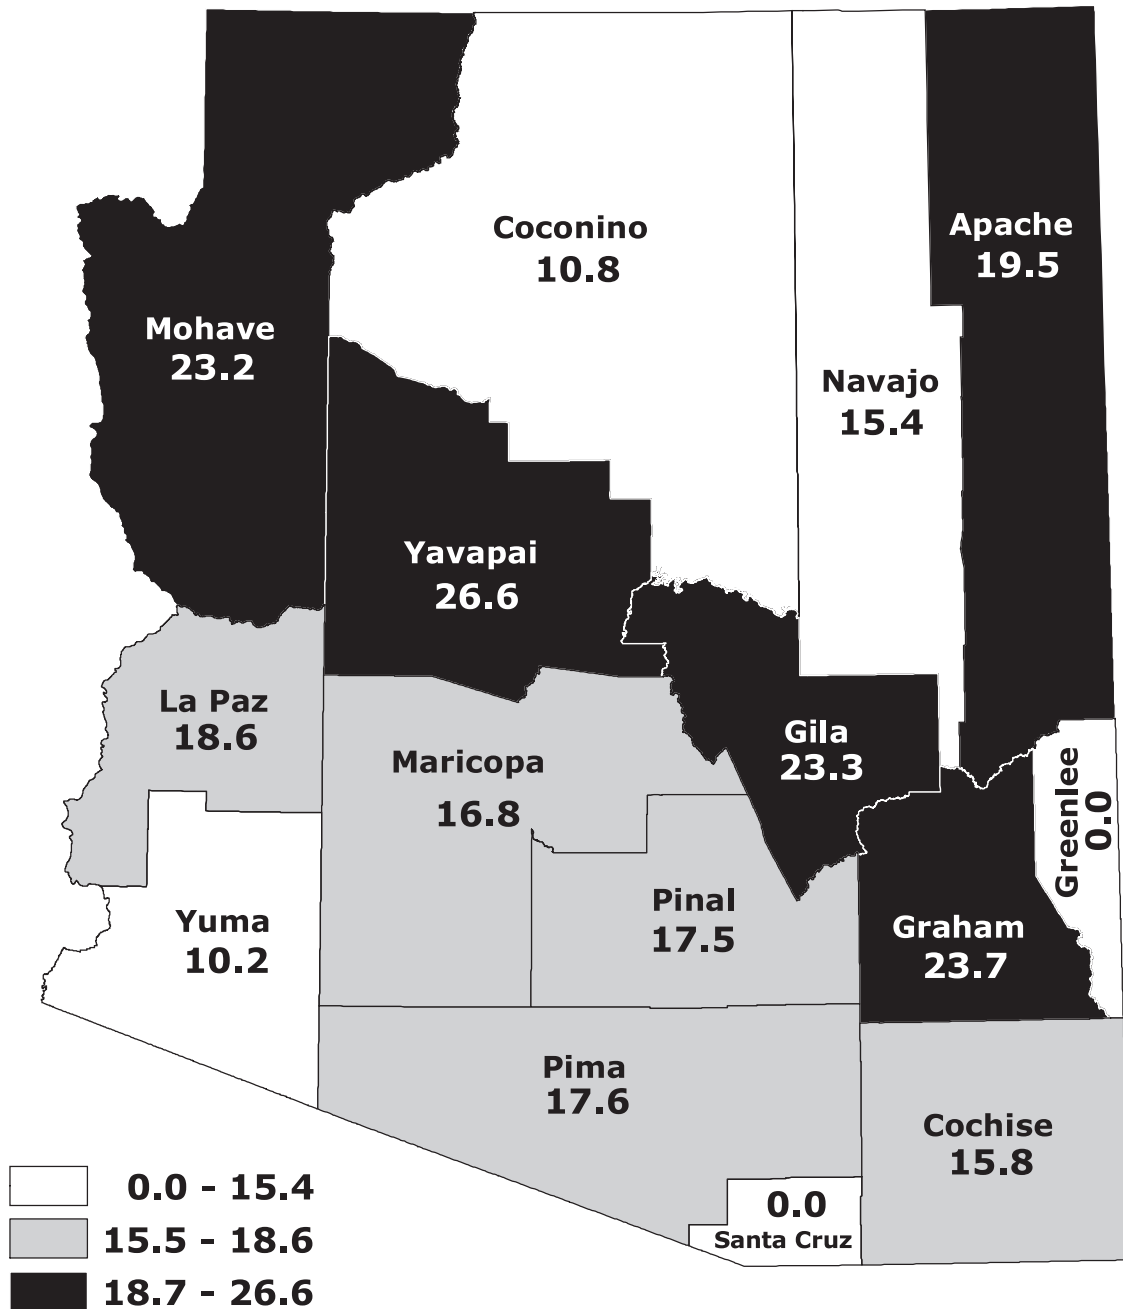 Coconino
10.8
Apache
19.5
Mohave
23.2
Navajo
15.4
Yavapai
26.6
La Paz
18.6
Gila
23.3
Maricopa
16.8
Greenlee
0.0
Pinal
17.5
Yuma
10.2
Graham
23.7
Pima
17.6
Cochise
15.8
0.0
Santa Cruz
0.0 - 15.4
15.5 - 18.6
18.7 - 26.6